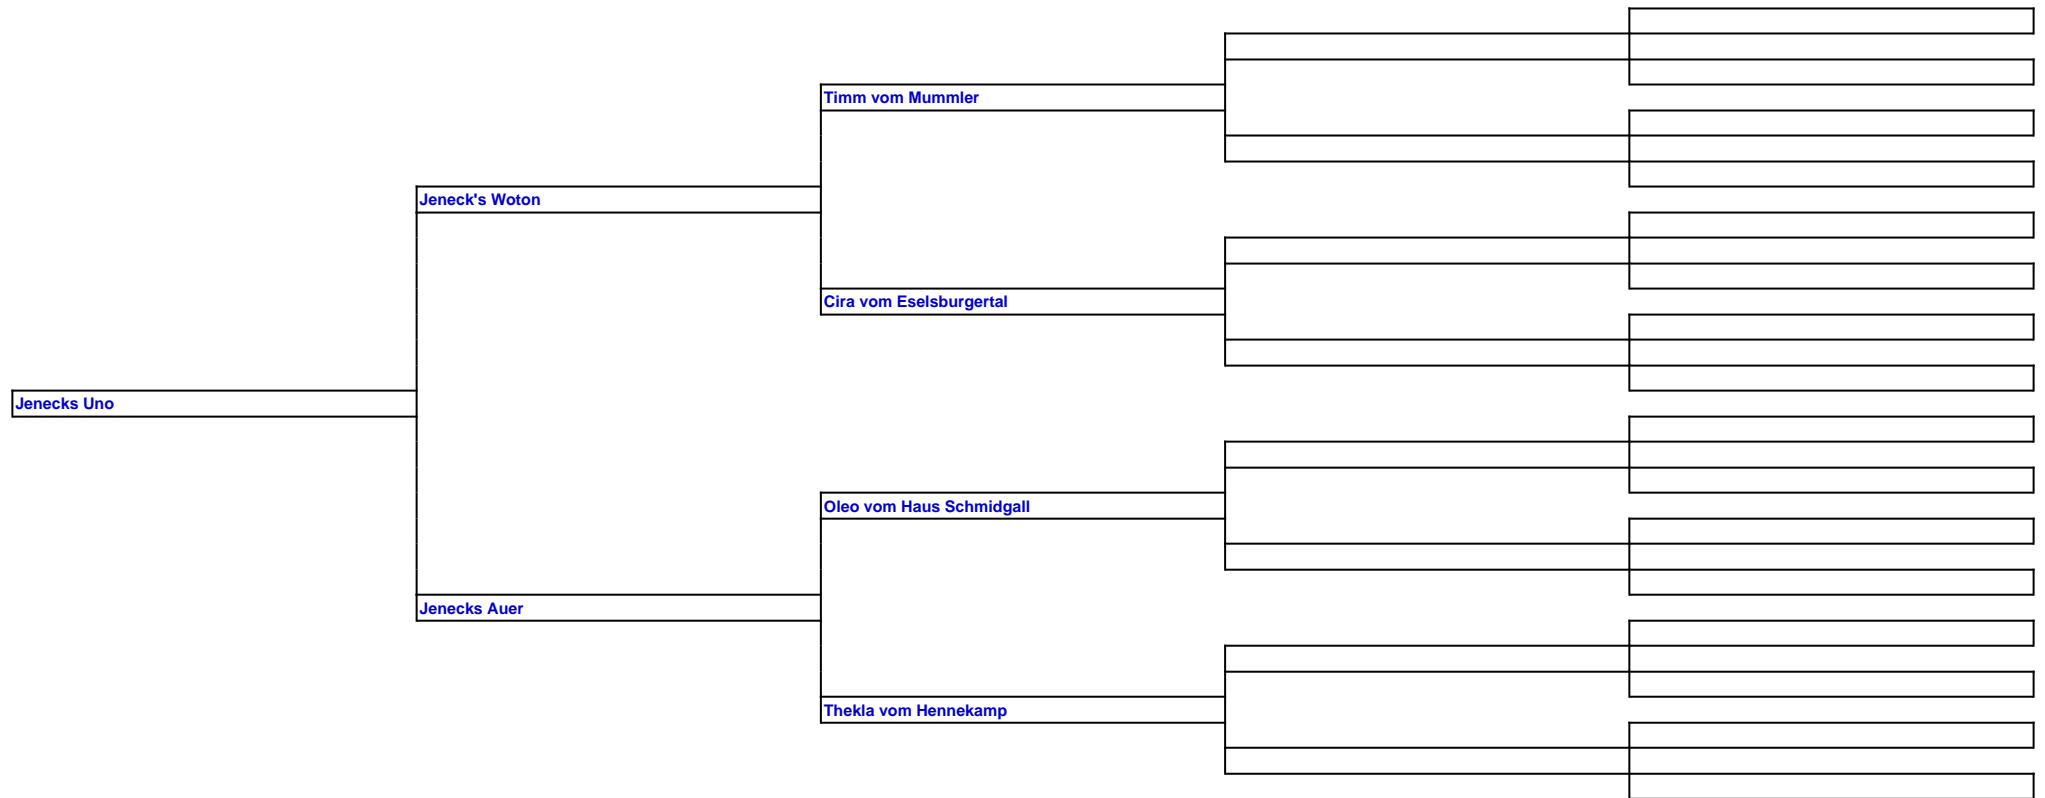 Timm vom Mummler
Jeneck's Woton
Cira vom Eselsburgertal
Jenecks Uno
Oleo vom Haus Schmidgall
Jenecks Auer
Thekla vom Hennekamp